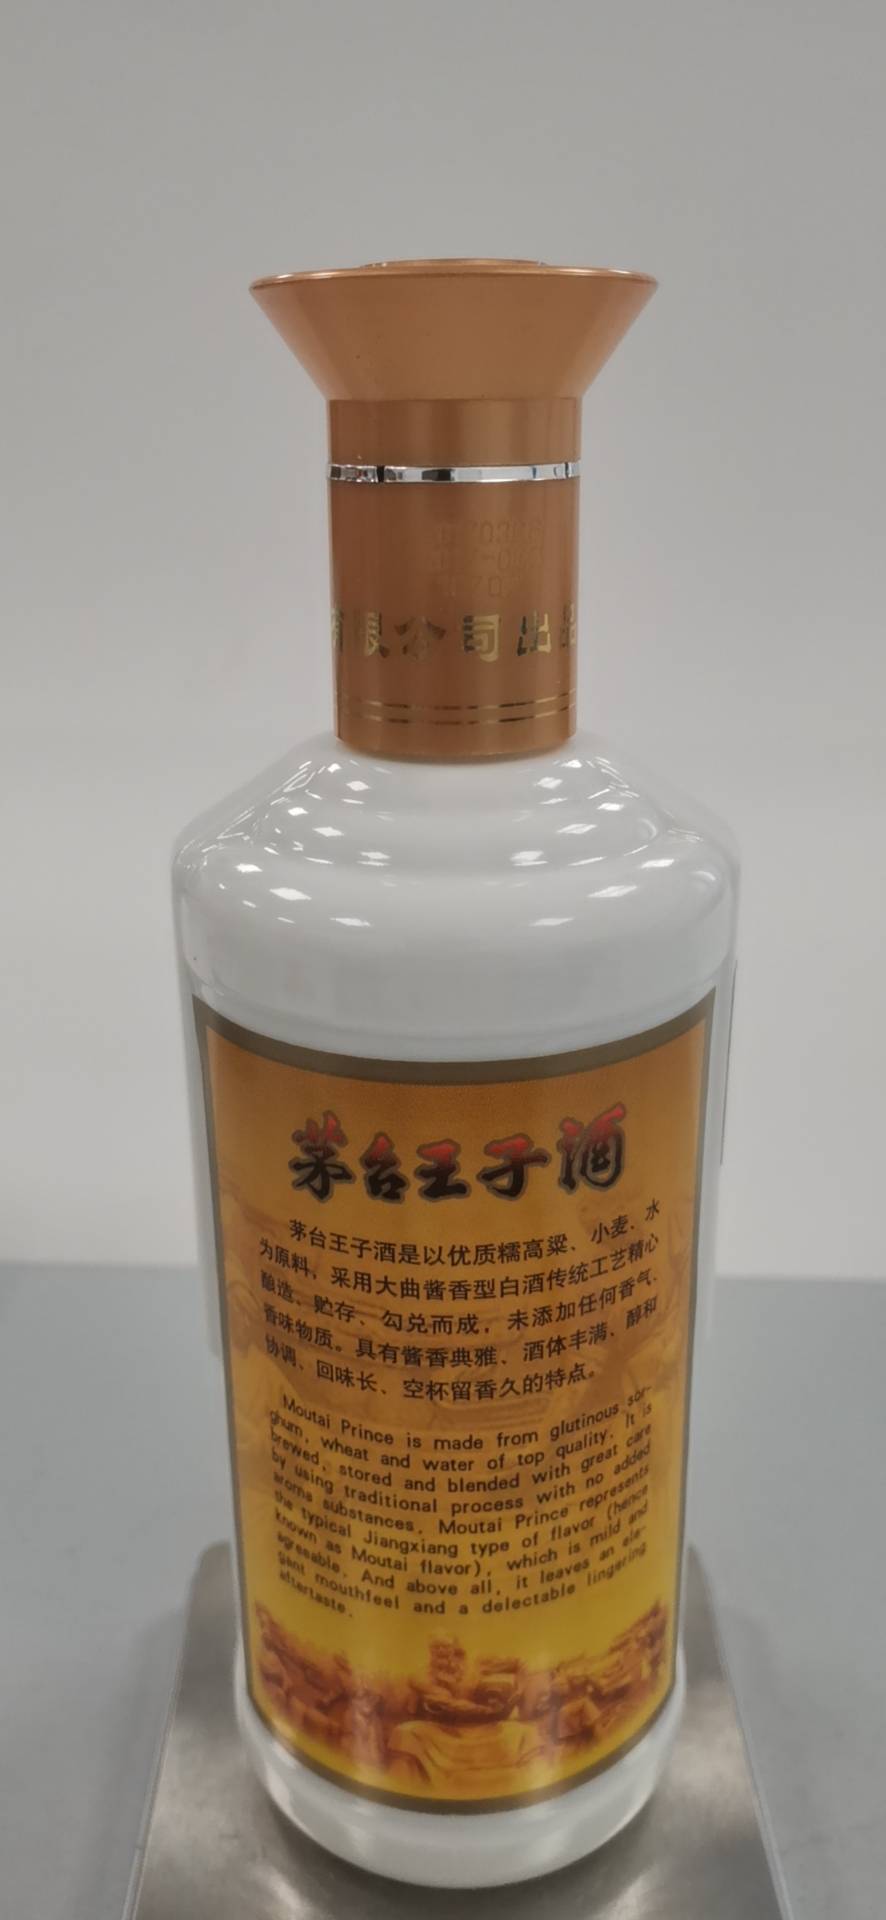 有限公司出品
茅台王子酒
茅台王子酒是以优质糯高粱、小麦、水
为原料，采用大曲酱香型白酒传统工艺精心
酿造、贮存、勾兑而成，未添加任何香气、
香味物质。具有酱香典雅、酒体丰满、醇和
协调、回味长、空杯留香久的特点。
Moutai Prince is made from glutinous sor-
ghum, wheat and water of top quality. It is
brewed, stored and blended with great care
by using traditional process with no added
aroma substances. Moutai Prince represents
the typical Jiangxiang type of flavor (hence
known as Moutai flavor), which is mild and
agreeable. And above all, it leaves an ele-
gant mouthfeel and a delectable lingering
aftertaste.